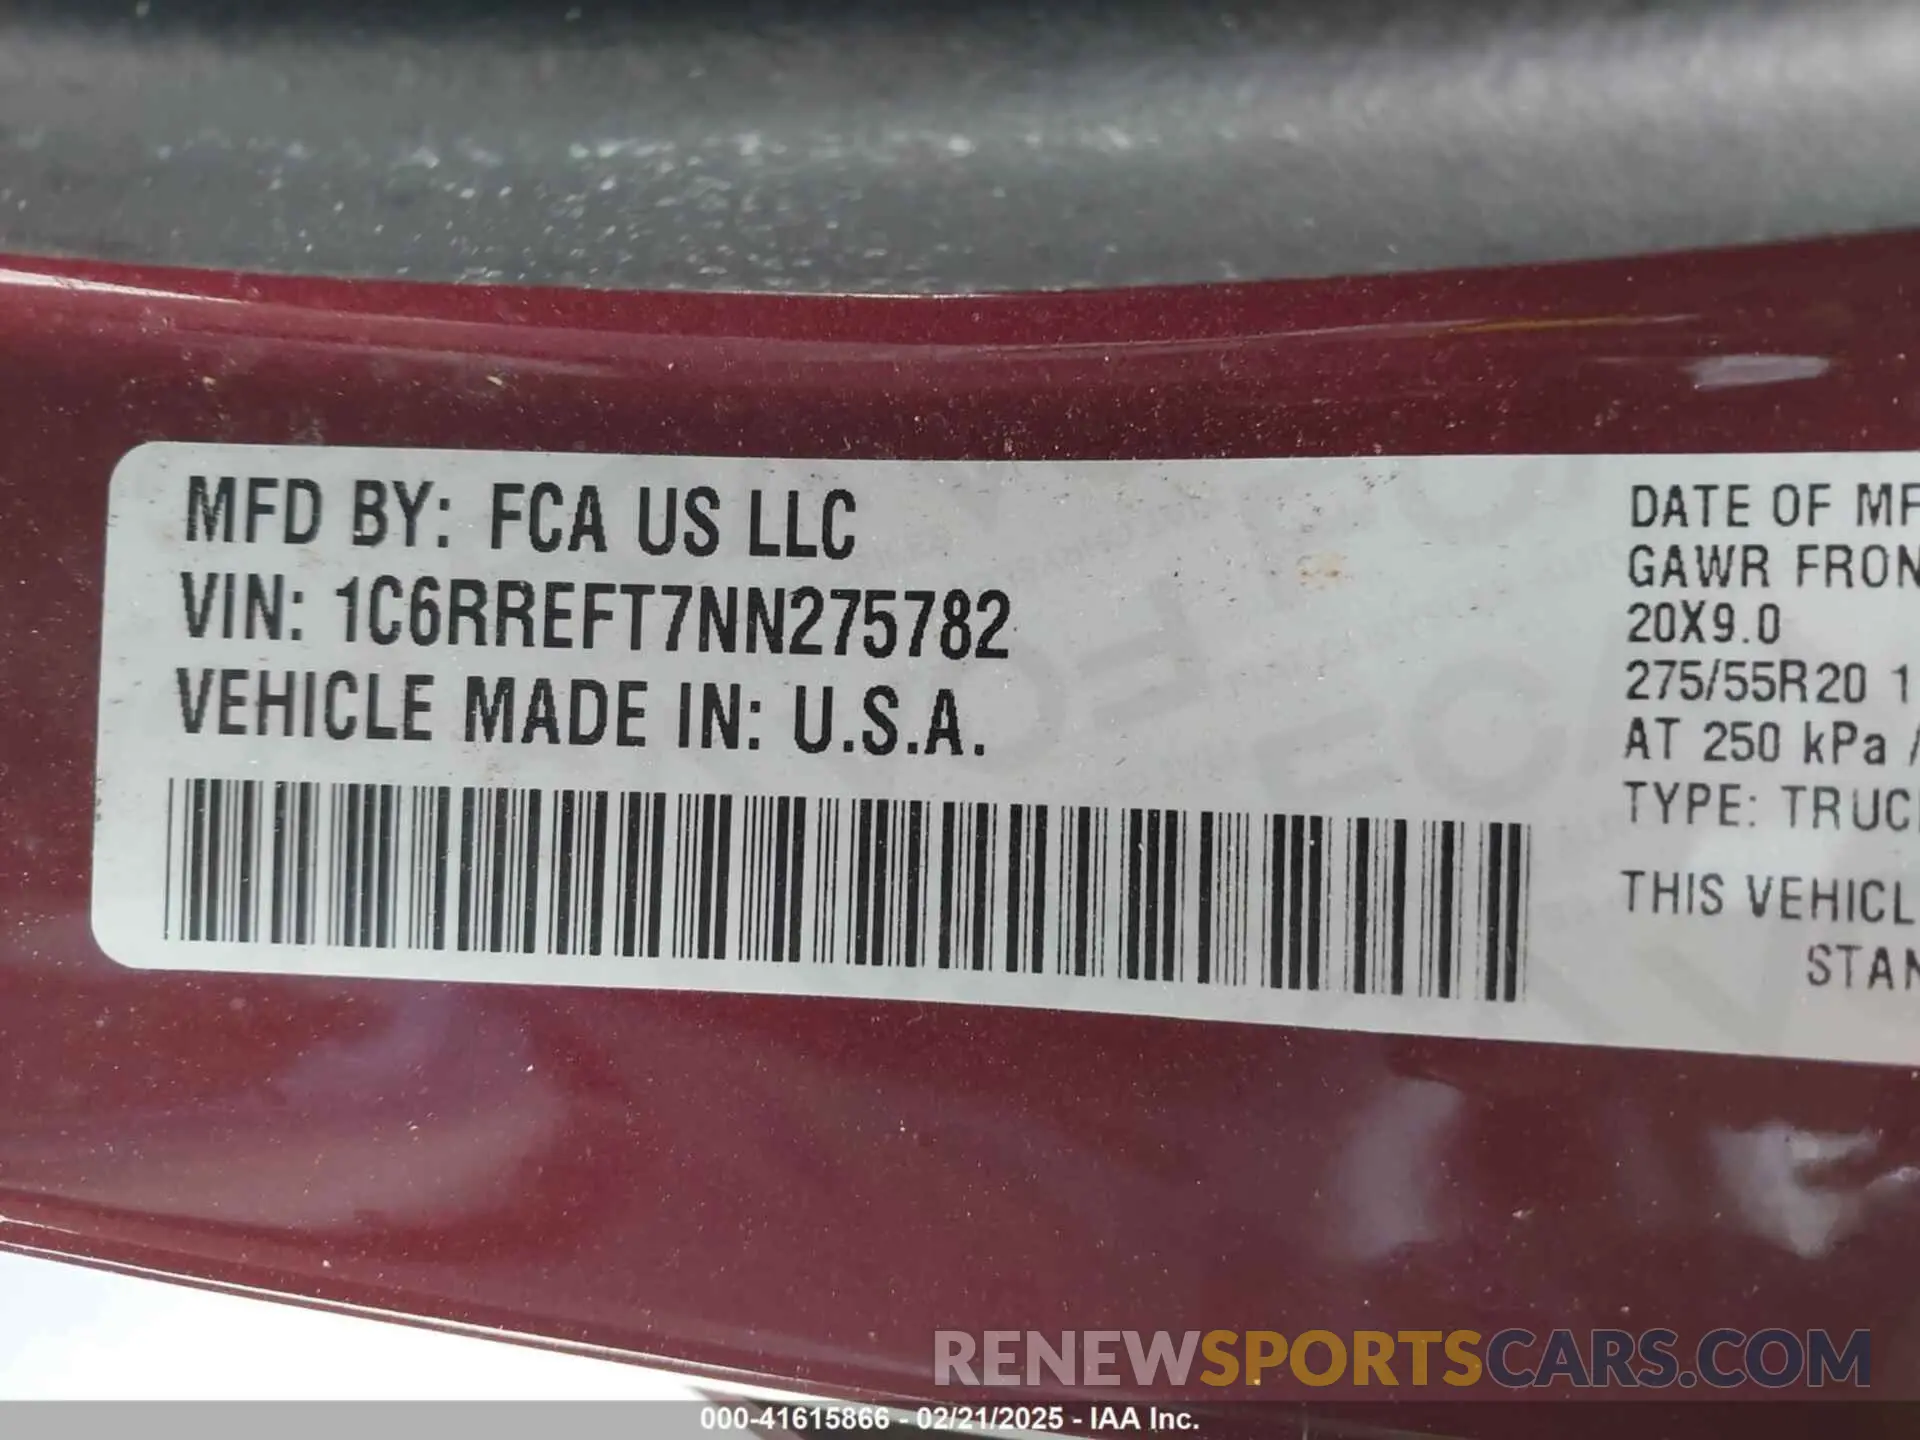 MFD BY: FCA US LLC
VIN: 1C6RREFT7NN275782
VEHICLE MADE IN: U.S.A.
DATE OF MF
GAWR FRON
20X9.0
275/55R20 1
AT 250 kPa /
TYPE: TRUC
THIS VEHICL
STAN
RENEWSPORTSCARS.COM
000-41615866 - 02/21/2025 - IAA Inc.